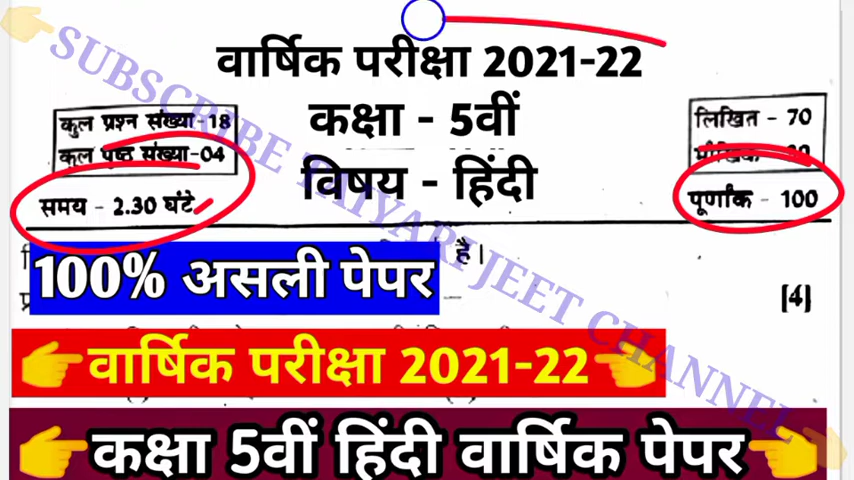 वार्षिक परीक्षा 2021-22
कुल प्रश्न संख्या-18
कक्षा - 5वीं
लिखित - 70
कुल पृष्ठ संख्या-04
विषय - हिंदी
समय - 2.30 घंटे
पूर्णांक - 100
है।
100% असली पेपर
[4]
वार्षिक परीक्षा 2021-22
कक्षा 5वीं हिंदी वार्षिक पेपर
SUBSCRIBE TAIYARI JEET CHANNEL